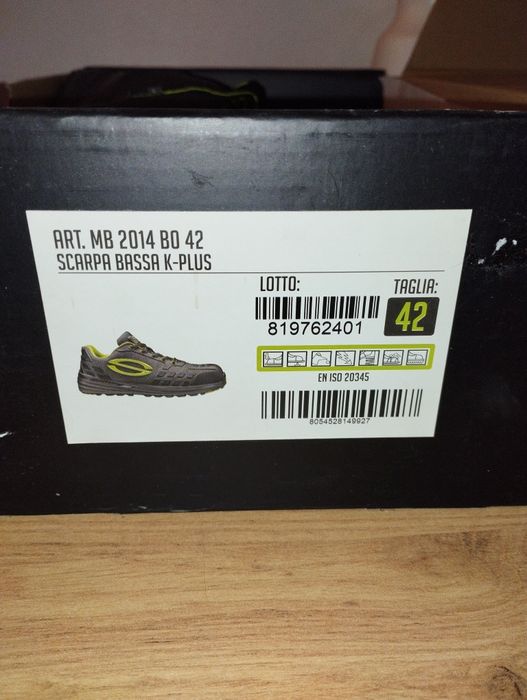 ART. MB 2014 BO 42
SCARPA BASSA K-PLUS
LOTTO:
TAGLIA:
819762401
42
EN ISO 20345
8054528149927